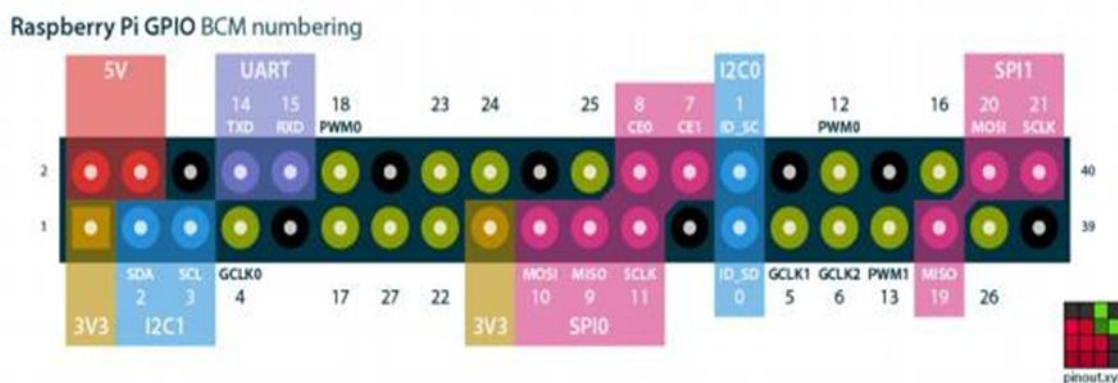 Raspberry Pi GPIO BCM numbering
5V UART I2C0 SPI1
14 15 18 23 24 25 8 7 1 12 16 20 21
TXD RXD PWM0 CE0 CE1 ID_SC PWM0 MOSI SCLK
2 40
1 39
SDA SCL GCLK0 MOSI MISO SCLK ID_SD GCLK1 GCLK2 PWM1 MISO
2 3 4 17 27 22 10 9 11 0 5 6 13 19 26
3V3 I2C1 3V3 SPI0
pinout.xy